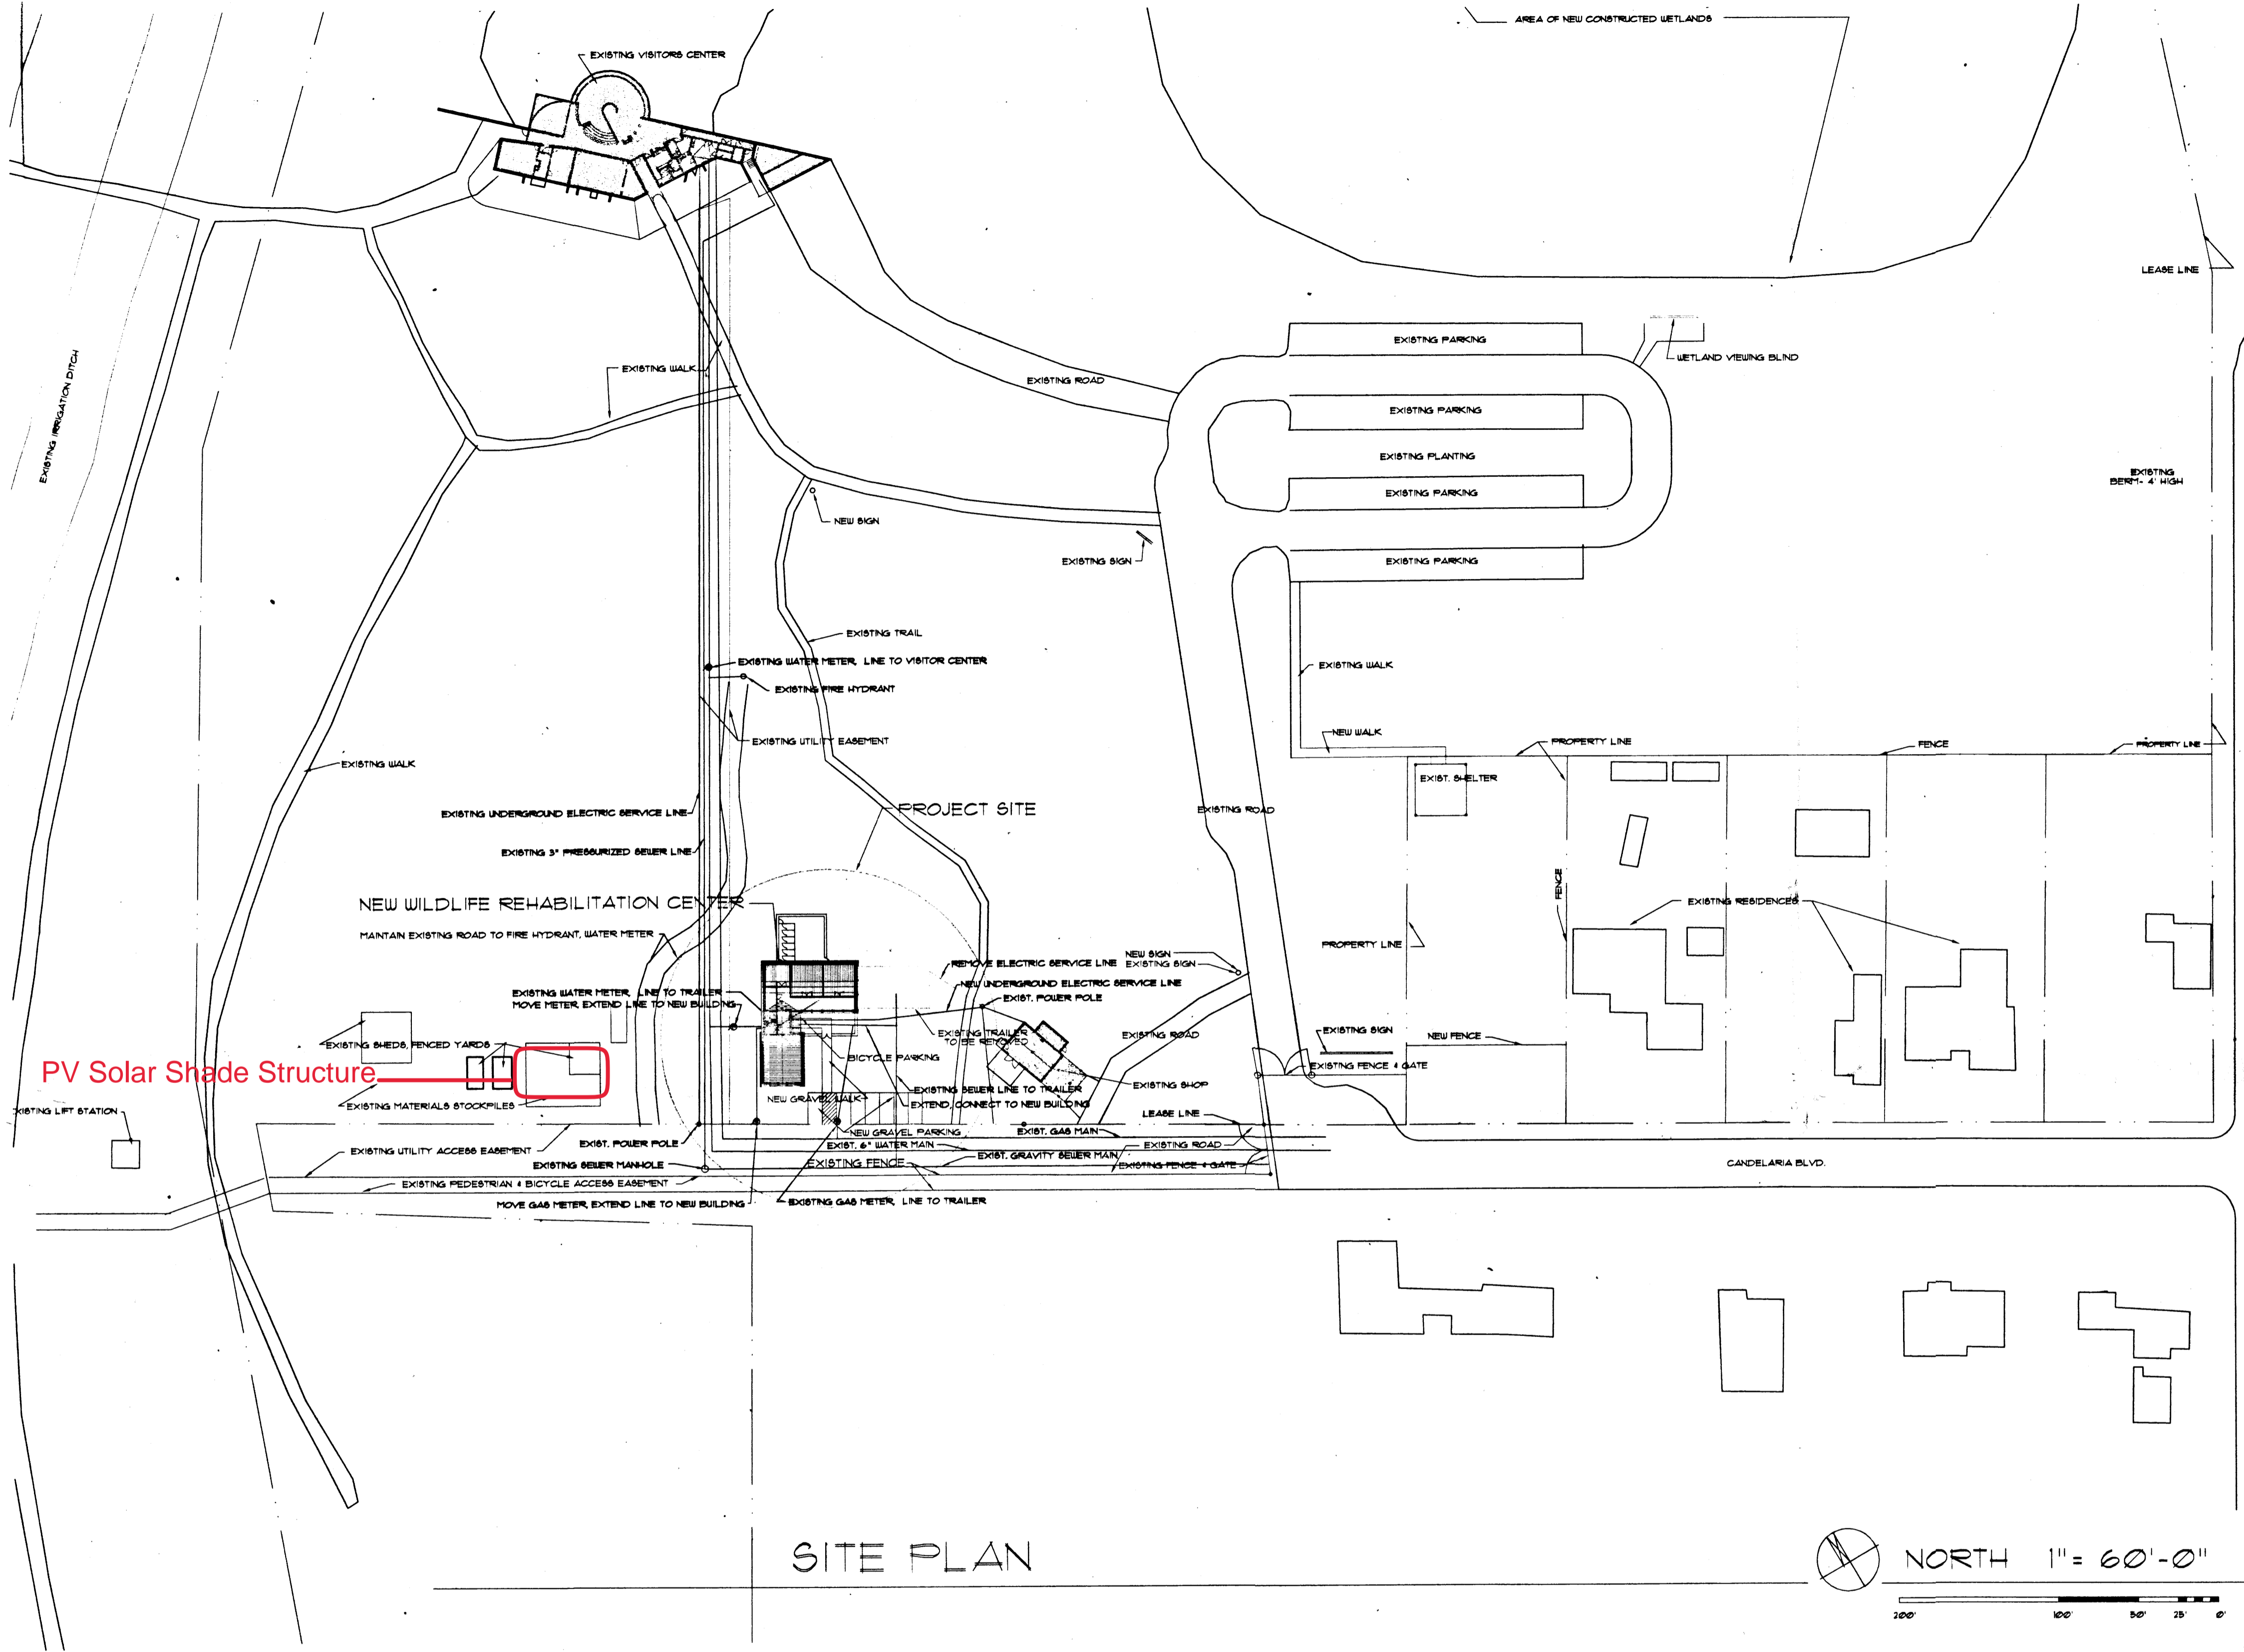 AREA OF NEW CONSTRUCTED WETLANDS
EXISTING VISITORS CENTER
LEASE LINE
EXISTING PARKING
WETLAND VIEWING BLIND
EXISTING IRRIGATION DITCH
EXISTING WALK
EXISTING ROAD
EXISTING PARKING
EXISTING PLANTING
EXISTING
BERM- 4' HIGH
EXISTING PARKING
NEW SIGN
EXISTING SIGN
EXISTING PARKING
EXISTING TRAIL
EXISTING WATER METER, LINE TO VISITOR CENTER
EXISTING WALK
EXISTING FIRE HYDRANT
EXISTING UTILITY EASEMENT
NEW WALK
PROPERTY LINE
FENCE
PROPERTY LINE
EXISTING WALK
EXIST. SHELTER
EXISTING UNDERGROUND ELECTRIC SERVICE LINE
PROJECT SITE
EXISTING ROAD
EXISTING 3" PRESSURIZED SEWER LINE
FENCE
NEW WILDLIFE REHABILITATION CENTER
EXISTING RESIDENCES
MAINTAIN EXISTING ROAD TO FIRE HYDRANT, WATER METER
PROPERTY LINE
NEW SIGN
REMOVE ELECTRIC SERVICE LINE
EXISTING SIGN
NEW UNDERGROUND ELECTRIC SERVICE LINE
EXISTING WATER METER, LINE TO TRAILER
MOVE METER, EXTEND LINE TO NEW BUILDING
EXIST. POWER POLE
EXISTING TRAILER
TO BE REMOVED
EXISTING ROAD
EXISTING SIGN
NEW FENCE
EXISTING SHEDS, FENCED YARDS
BICYCLE PARKING
EXISTING FENCE & GATE
PV Solar Shade Structure
EXISTING SEWER LINE TO TRAILER
EXISTING SHOP
NEW GRAVEL WALK
EXTEND, CONNECT TO NEW BUILDING
EXISTING MATERIALS STOCKPILES
XISTING LIFT STATION
LEASE LINE
NEW GRAVEL PARKING
EXIST. GAS MAIN
EXIST. POWER POLE
EXIST. 6" WATER MAIN
EXISTING ROAD
EXISTING UTILITY ACCESS EASEMENT
EXIST. GRAVITY SEWER MAIN
EXISTING SEWER MANHOLE
EXISTING FENCE
EXISTING FENCE & GATE
CANDELARIA BLVD.
EXISTING PEDESTRIAN & BICYCLE ACCESS EASEMENT
MOVE GAS METER, EXTEND LINE TO NEW BUILDING
EXISTING GAS METER, LINE TO TRAILER
SITE PLAN
N
NORTH 1" = 60'-0"
200' 100' 50' 25' 0'